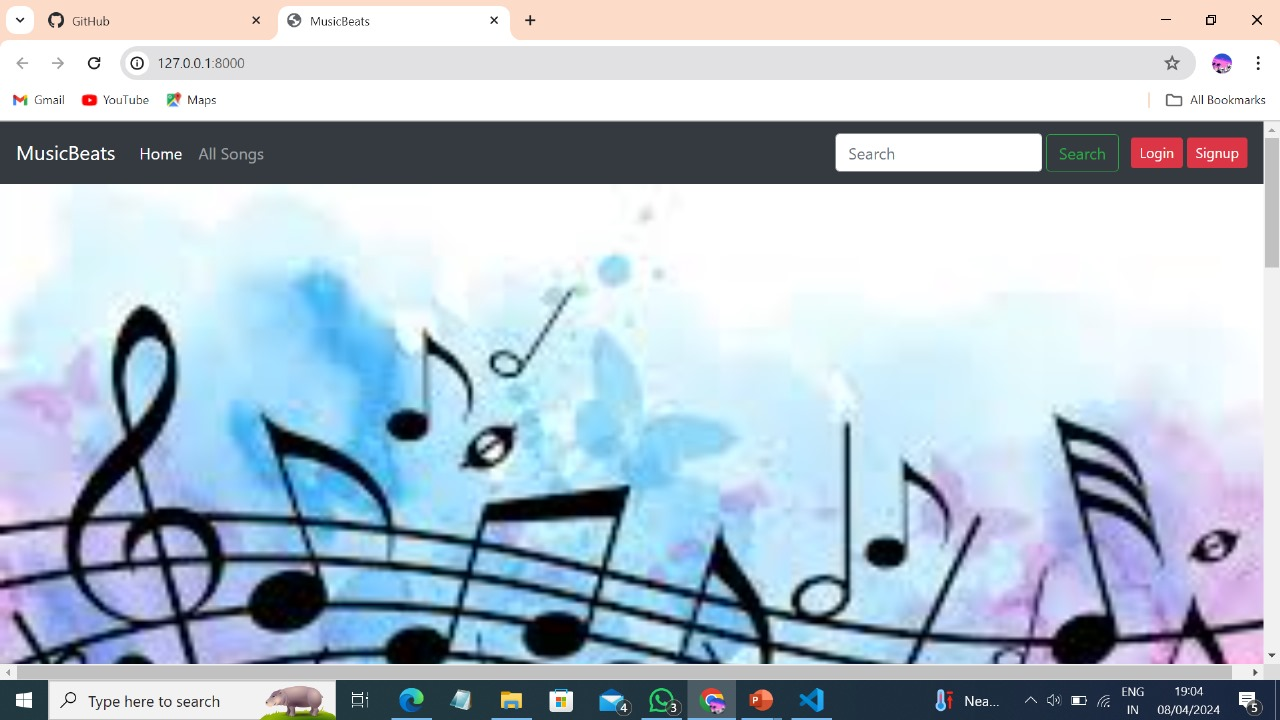 GitHub
MusicBeats
127.0.0.1:8000
Gmail YouTube Maps All Bookmarks
MusicBeats Home All Songs Search Search Login Signup
Type here to search 4 3 Nea... ENG 19:04 5
IN 08/04/2024